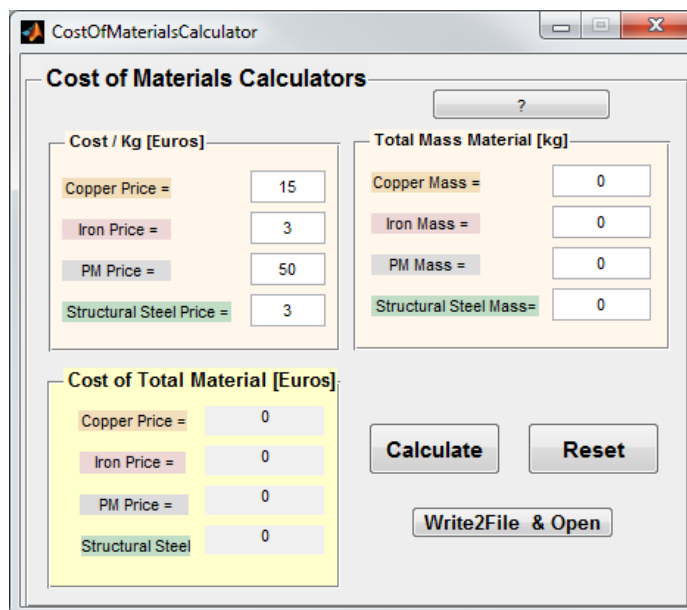 CostOfMaterialsCalculator
Cost of Materials Calculators
?
Cost / Kg [Euros]
Copper Price =
15
Iron Price =
3
PM Price =
50
Structural Steel Price =
3
Total Mass Material [kg]
Copper Mass =
0
Iron Mass =
0
PM Mass =
0
Structural Steel Mass=
0
Cost of Total Material [Euros]
Copper Price =
0
Iron Price =
0
PM Price =
0
Structural Steel
0
Calculate
Reset
Write2File & Open